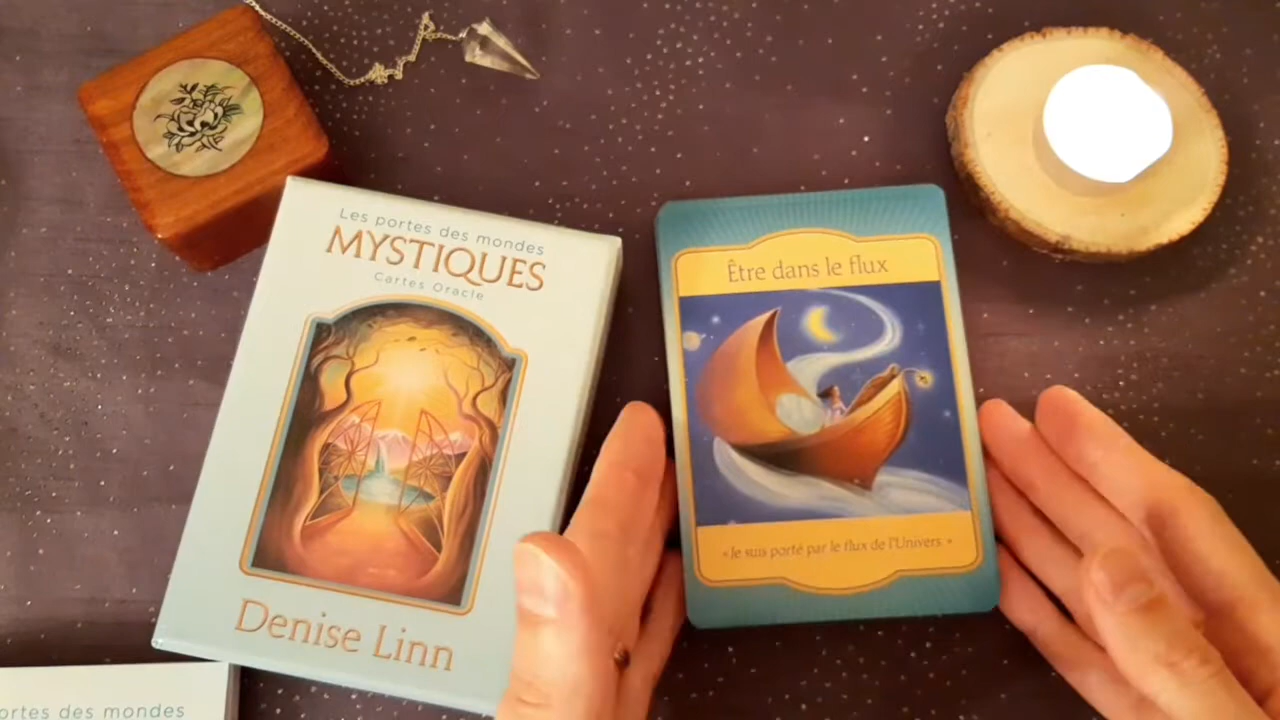 Les portes des mondes
MYSTIQUES
Cartes Oracle
Denise Linn
Être dans le flux
«Je suis porté par le flux de l'Univers.»
ortes des mondes